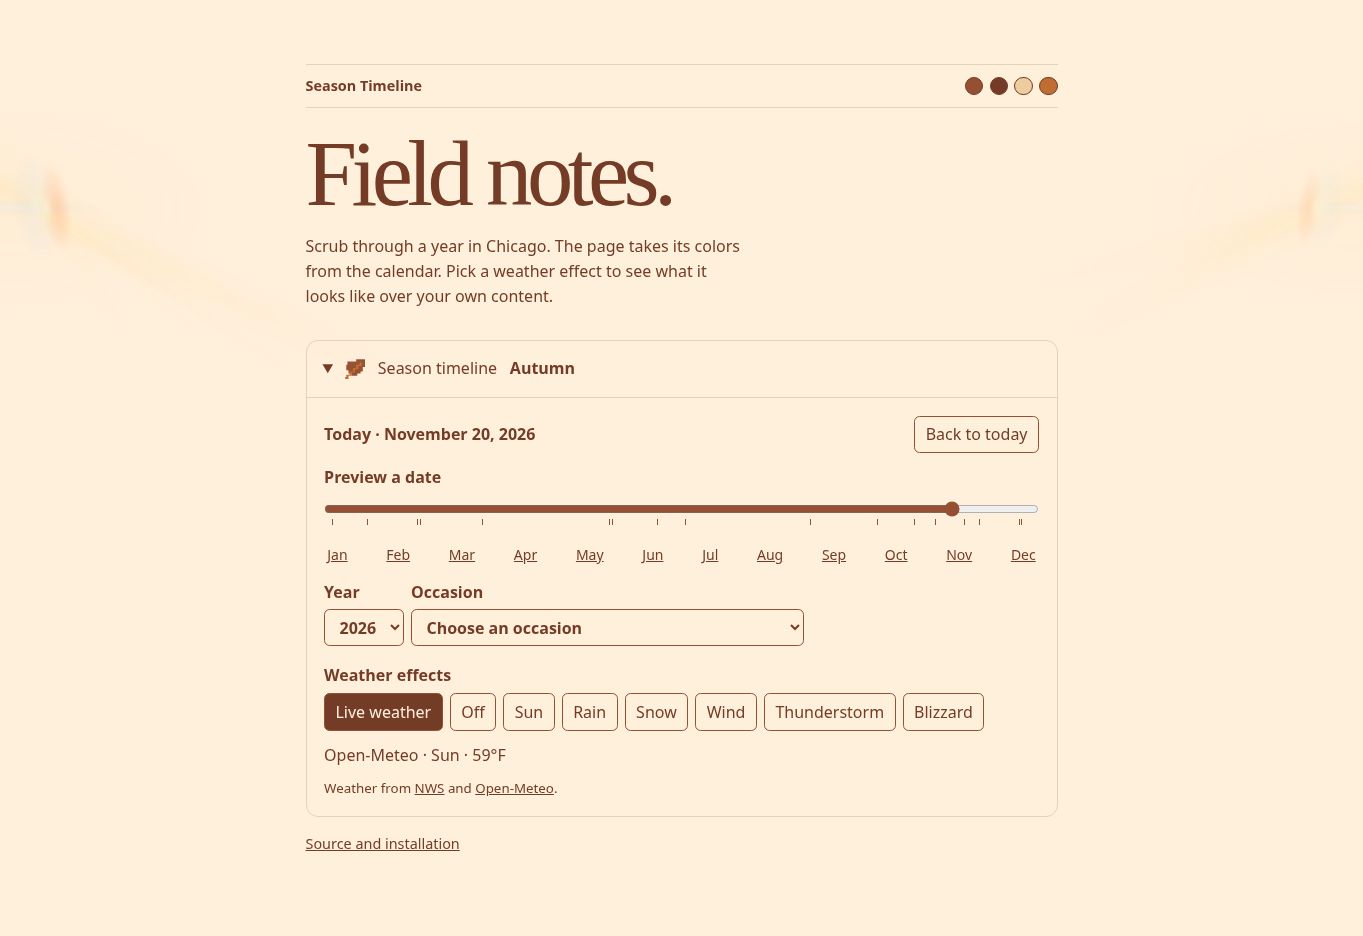 Season Timeline
Field notes.
Scrub through a year in Chicago. The page takes its colors
from the calendar. Pick a weather effect to see what it
looks like over your own content.
Season timeline Autumn
Today · November 20, 2026 Back to today
Preview a date
Jan Feb Mar Apr May Jun Jul Aug Sep Oct Nov Dec
Year Occasion
2026 Choose an occasion
Weather effects
Live weather Off Sun Rain Snow Wind Thunderstorm Blizzard
Open-Meteo · Sun · 59°F
Weather from NWS and Open-Meteo.
Source and installation